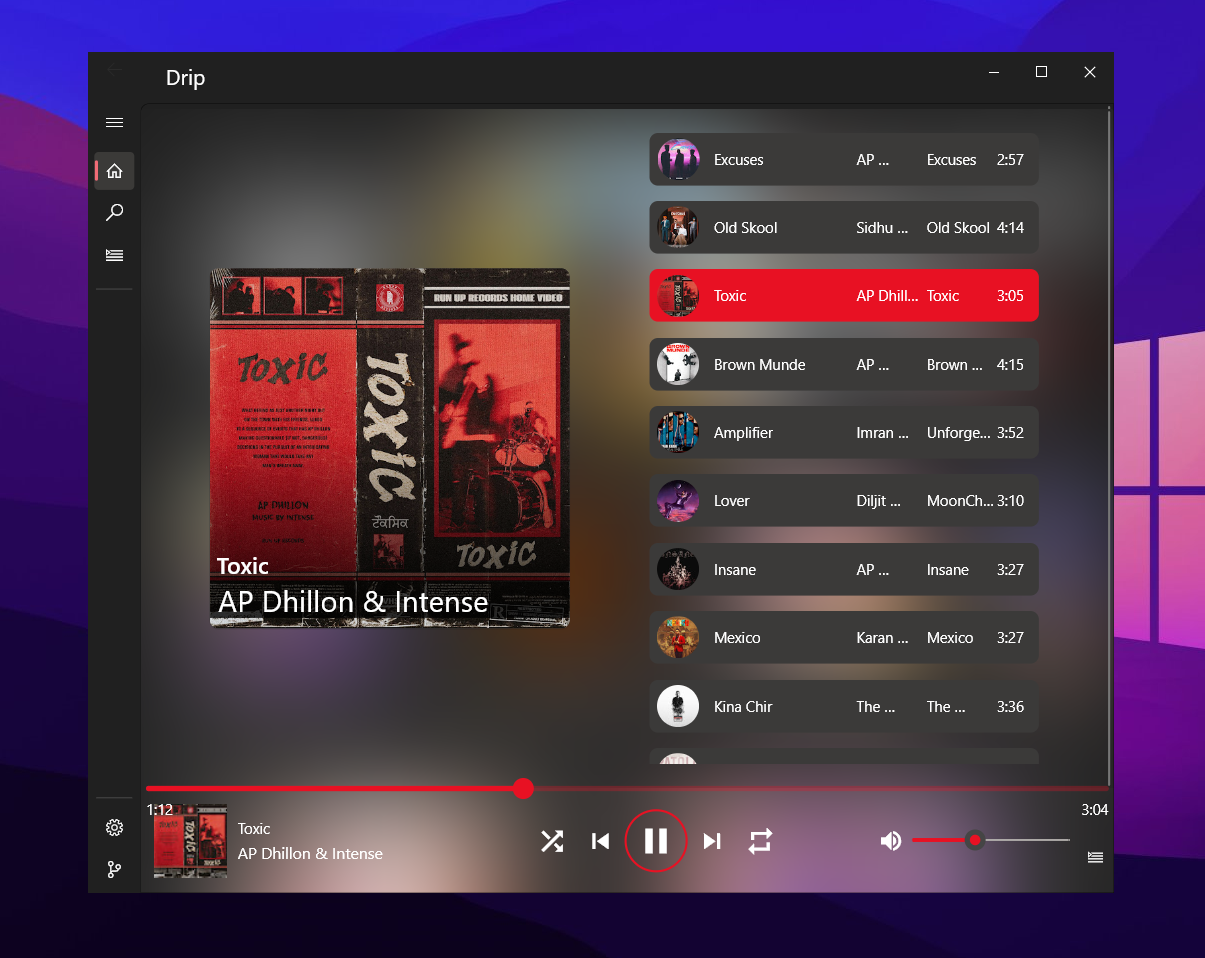 Drip
Excuses AP ... Excuses 2:57
Old Skool Sidhu ... Old Skool 4:14
Toxic AP Dhill... Toxic 3:05
Brown Munde AP ... Brown ... 4:15
Amplifier Imran ... Unforge... 3:52
Lover Diljit ... MoonCh... 3:10
Insane AP ... Insane 3:27
Mexico Karan ... Mexico 3:27
Kina Chir The ... The ... 3:36
RUN UP RECORDS HOME VIDEO
TOXIC
TOXIC
AP DHILLON
MUSIC BY INTENSE
ਟੌਕਸਿਕ
TOXIC
Toxic
AP Dhillon & Intense
1:12
3:04
Toxic
AP Dhillon & Intense